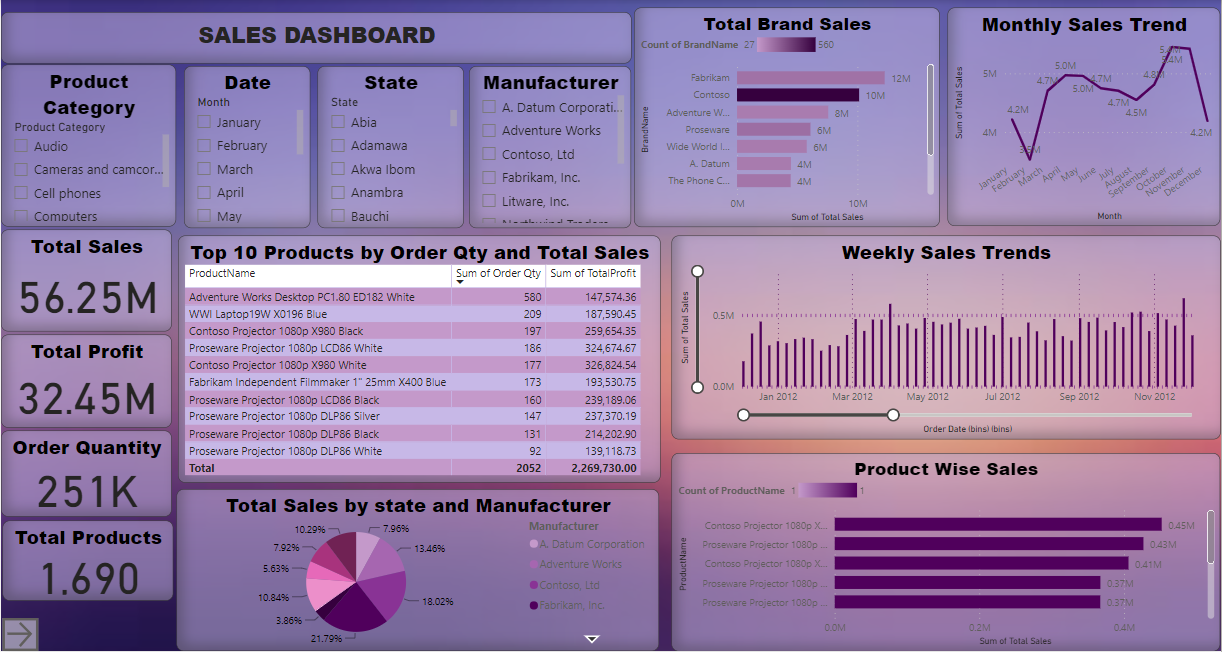 SALES DASHBOARD
Product
Category
Product Category
Audio
Cameras and camcor...
Cell phones
Computers
Date
Month
January
February
March
April
May
State
State
Abia
Adamawa
Akwa Ibom
Anambra
Bauchi
Manufacturer
A. Datum Corporati...
Adventure Works
Contoso, Ltd
Fabrikam, Inc.
Litware, Inc.
Northwind Traders
Total Brand Sales
Count of BrandName 27 560
BrandName
Fabrikam 12M
Contoso 10M
Adventure W... 8M
Proseware 6M
Wide World I... 6M
A. Datum 4M
The Phone C... 4M
0M 10M
Sum of Total Sales
Monthly Sales Trend
Sum of Total Sales
5M
4M
4.2M
4.7M
5.0M
5.0M
4.7M
4.7M
4.5M
4.8M
5.4M
4.2M
January
February
March
April
May
June
July
August
September
October
November
December
Month
Total Sales
56.25M
Total Profit
32.45M
Order Quantity
251K
Total Products
1,690
Top 10 Products by Order Qty and Total Sales
ProductName Sum of Order Qty Sum of TotalProfit
Adventure Works Desktop PC1.80 ED182 White 580 147,574.36
WWI Laptop19W X0196 Blue 209 187,590.45
Contoso Projector 1080p X980 Black 197 259,654.35
Proseware Projector 1080p LCD86 White 186 324,674.67
Contoso Projector 1080p X980 White 177 326,824.54
Fabrikam Independent Filmmaker 1" 25mm X400 Blue 173 193,530.75
Proseware Projector 1080p LCD86 Black 160 239,189.06
Proseware Projector 1080p DLP86 Silver 147 237,370.19
Proseware Projector 1080p DLP86 Black 131 214,202.90
Proseware Projector 1080p DLP86 White 92 139,118.73
Total 2052 2,269,730.00
Weekly Sales Trends
Sum of Total Sales
0.5M
0.0M
Jan 2012 Mar 2012 May 2012 Jul 2012 Sep 2012 Nov 2012
Order Date (bins) (bins)
Total Sales by state and Manufacturer
7.96%
13.46%
18.02%
21.79%
3.86%
10.84%
5.63%
7.92%
10.29%
Manufacturer
A. Datum Corporation
Adventure Works
Contoso, Ltd
Fabrikam, Inc.
Product Wise Sales
Count of ProductName 1 1
ProductName
Contoso Projector 1080p X... 0.45M
Proseware Projector 1080p ... 0.43M
Contoso Projector 1080p X... 0.41M
Proseware Projector 1080p ... 0.37M
Proseware Projector 1080p ... 0.37M
0.0M 0.2M 0.4M
Sum of Total Sales